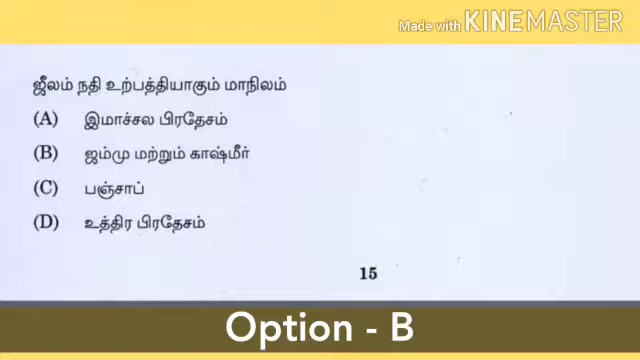 Made with KINEMASTER
ஜீலம் நதி உற்பத்தியாகும் மாநிலம்
(A) இமாச்சல பிரதேசம்
(B) ஜம்மு மற்றும் காஷ்மீர்
(C) பஞ்சாப்
(D) உத்திர பிரதேசம்
15
Option - B